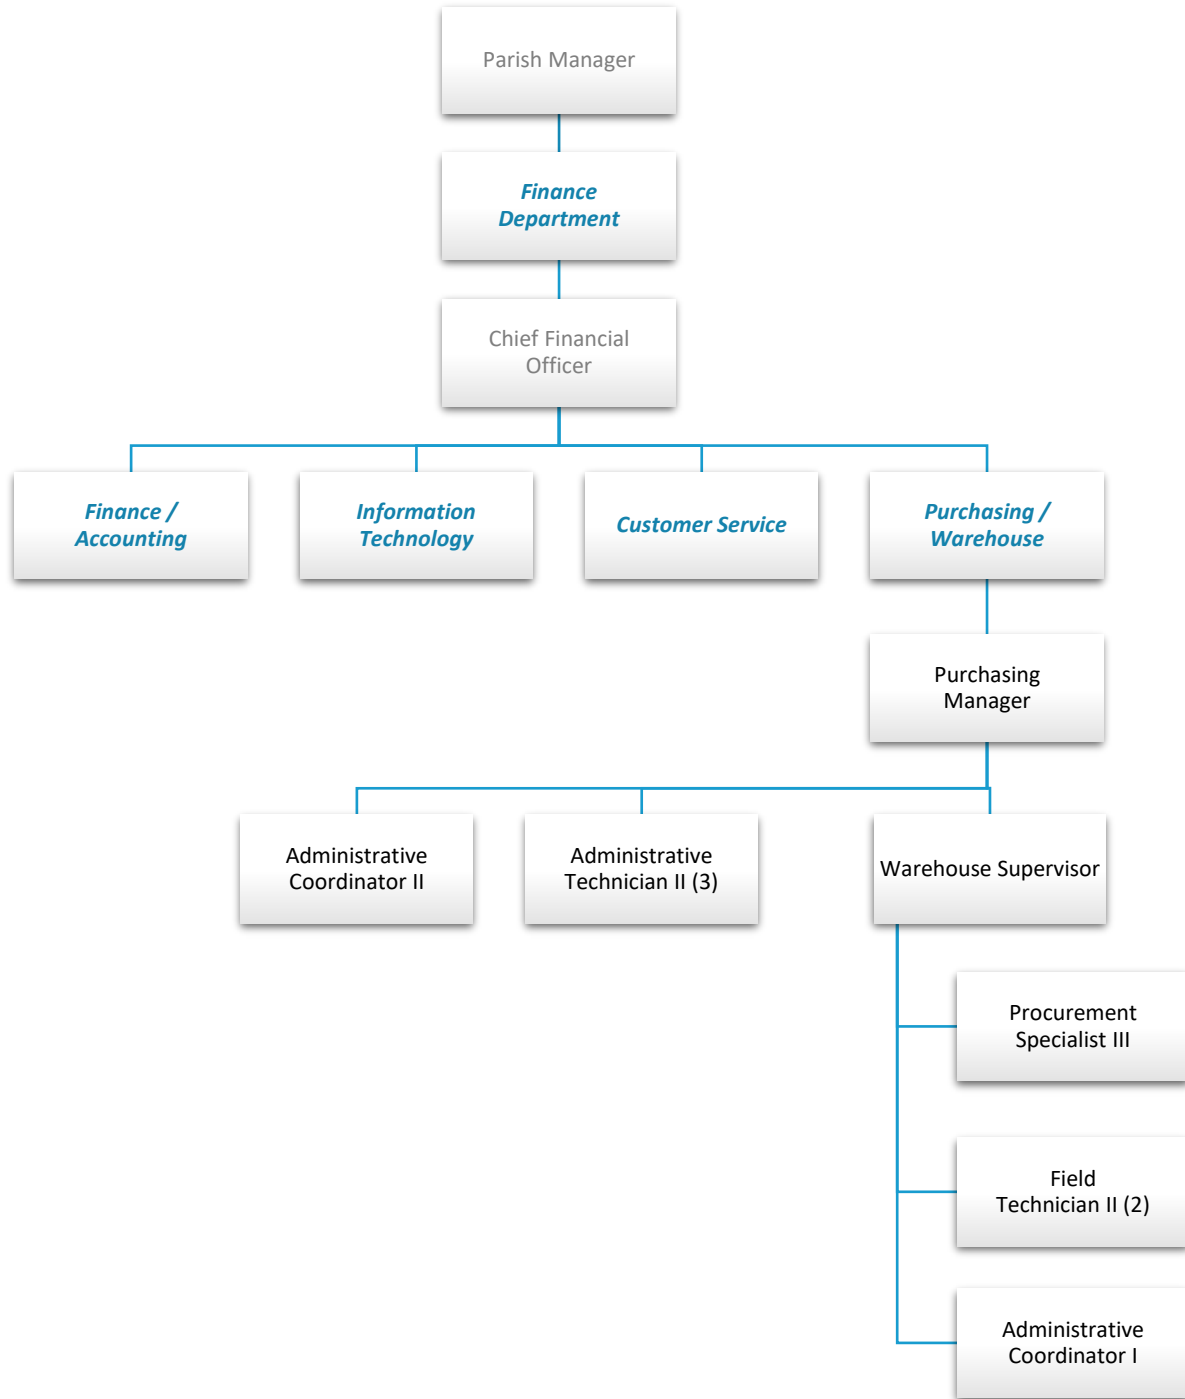 Parish Manager
Finance
Department
Chief Financial
Officer
Finance /
Accounting
Information
Technology
Customer Service
Purchasing /
Warehouse
Purchasing
Manager
Administrative
Coordinator II
Administrative
Technician II (3)
Warehouse Supervisor
Procurement
Specialist III
Field
Technician II (2)
Administrative
Coordinator I